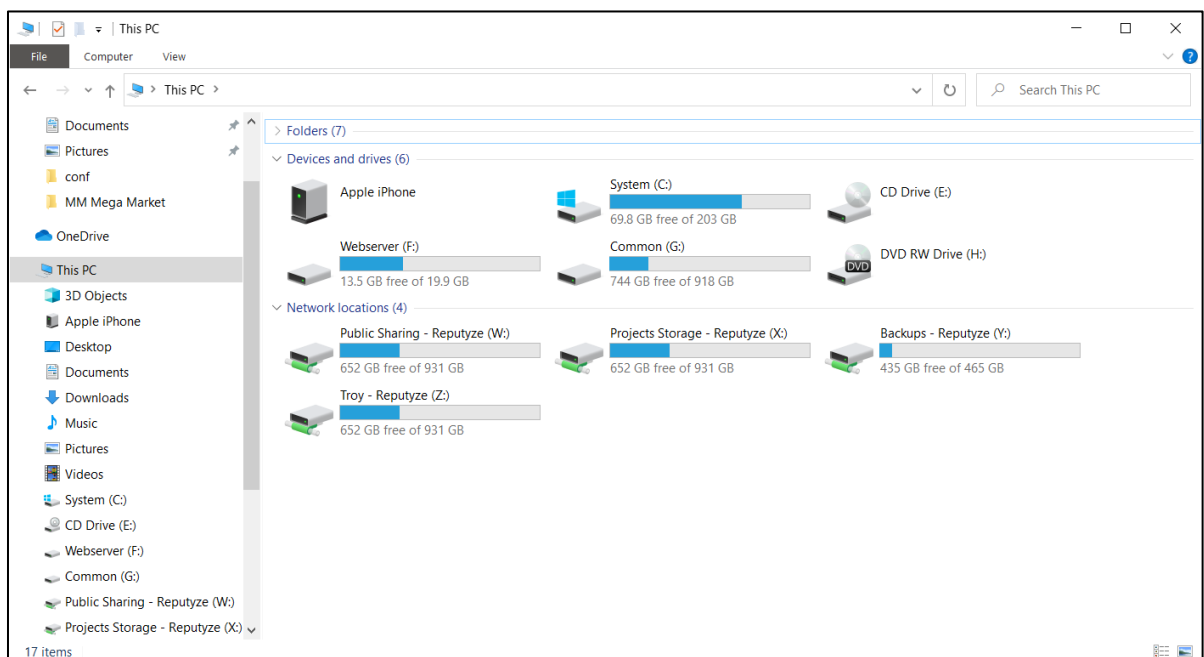 This PC
File Computer View
This PC
Search This PC
Documents
Pictures
conf
MM Mega Market
OneDrive
This PC
3D Objects
Apple iPhone
Desktop
Documents
Downloads
Music
Pictures
Videos
System (C:)
CD Drive (E:)
Webserver (F:)
Common (G:)
Public Sharing - Reputyze (W:)
Projects Storage - Reputyze (X:)
Folders (7)
Devices and drives (6)
Apple iPhone
System (C:)
69.8 GB free of 203 GB
CD Drive (E:)
Webserver (F:)
13.5 GB free of 19.9 GB
Common (G:)
744 GB free of 918 GB
DVD RW Drive (H:)
DVD
Network locations (4)
Public Sharing - Reputyze (W:)
652 GB free of 931 GB
Projects Storage - Reputyze (X:)
652 GB free of 931 GB
Backups - Reputyze (Y:)
435 GB free of 465 GB
Troy - Reputyze (Z:)
652 GB free of 931 GB
17 items